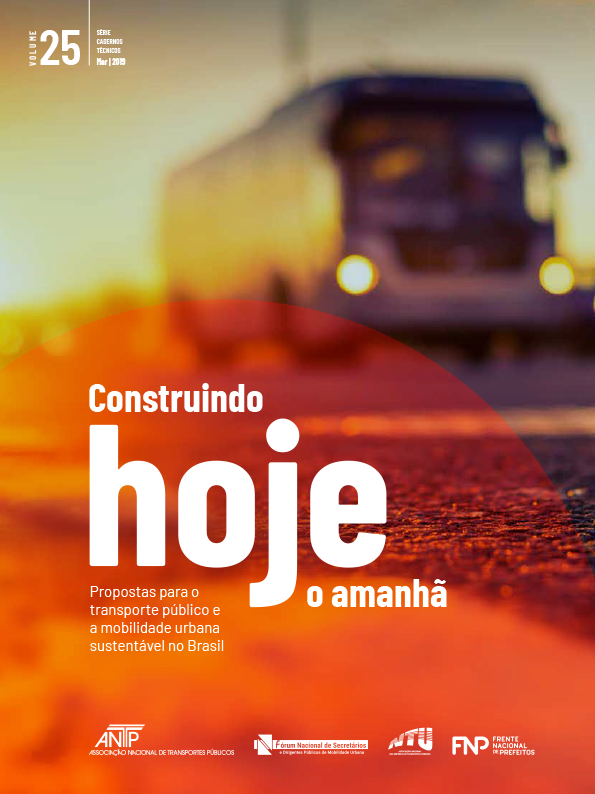 VOLUME
25
SÉRIE
CADERNOS
TÉCNICOS
Mar | 2019
Construindo
hoje
o amanhã
Propostas para o
transporte público e
a mobilidade urbana
sustentável no Brasil
ANTP
ASSOCIAÇÃO NACIONAL DE TRANSPORTES PÚBLICOS
Fórum Nacional de Secretários
e Dirigentes Públicos de Mobilidade Urbana
NTU
FNP
FRENTE
NACIONAL
DE PREFEITOS